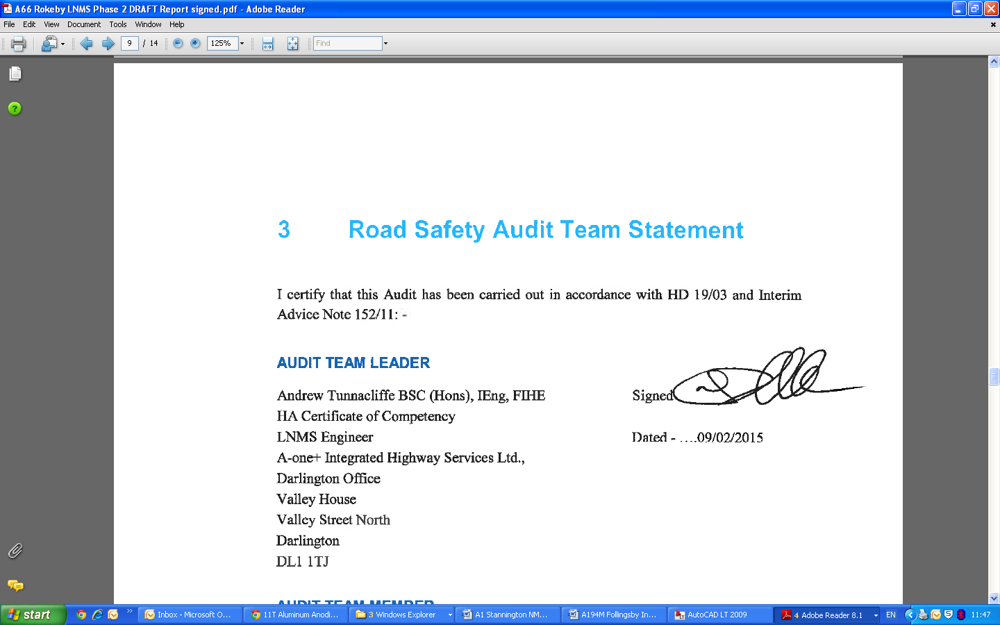 A66 Rokeby LNMS Phase 2 DRAFT Report signed.pdf - Adobe Reader
File Edit View Document Tools Window Help
9 / 14 125% Find
3 Road Safety Audit Team Statement
I certify that this Audit has been carried out in accordance with HD 19/03 and Interim
Advice Note 152/11: -
AUDIT TEAM LEADER
Andrew Tunnacliffe BSC (Hons), IEng, FIHE Signed
HA Certificate of Competency
LNMS Engineer Dated - ....09/02/2015
A-one+ Integrated Highway Services Ltd.,
Darlington Office
Valley House
Valley Street North
Darlington
DL1 1TJ
AUDIT TEAM MEMBER
start Inbox - Microsoft O... 11T Aluminum Anodi... 3 Windows Explorer A1 Stannington NM... A194M Follingsby In... AutoCAD LT 2009 4 Adobe Reader 8.1 EN 11:47